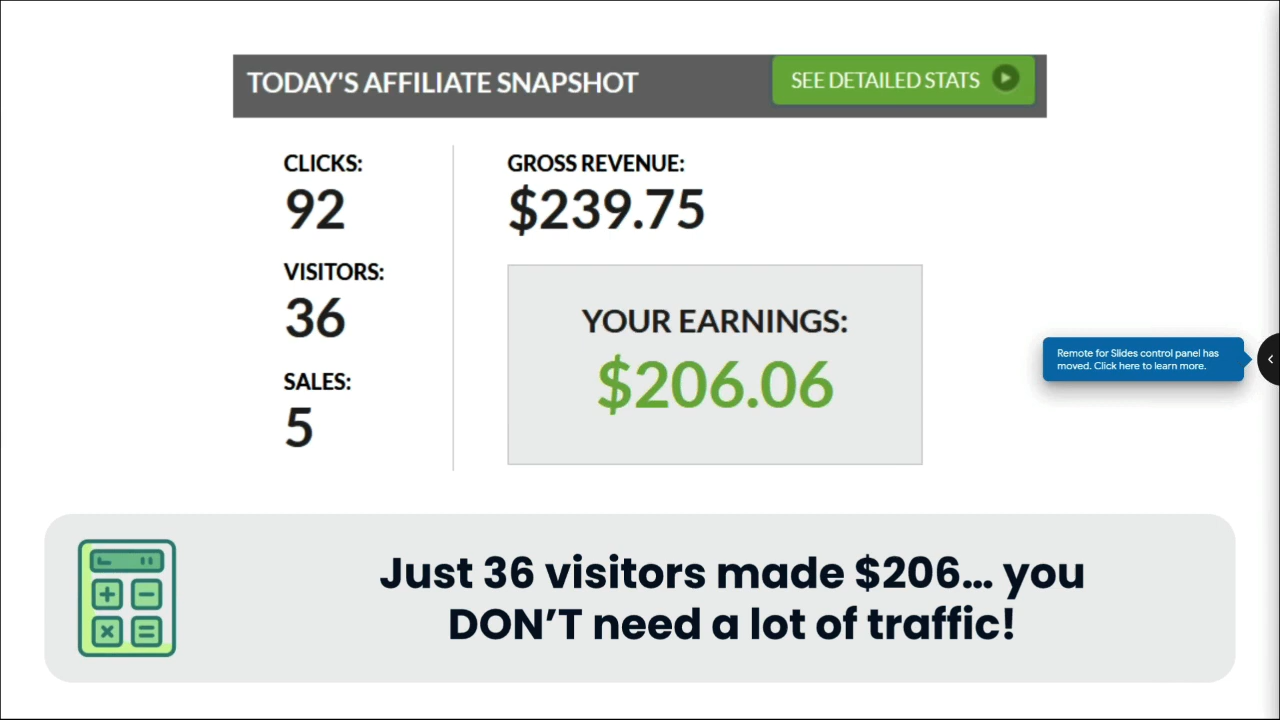 TODAY'S AFFILIATE SNAPSHOT
SEE DETAILED STATS
CLICKS:
92
VISITORS:
36
SALES:
5
GROSS REVENUE:
$239.75
YOUR EARNINGS:
$206.06
Remote for Slides control panel has
moved. Click here to learn more.
Just 36 visitors made $206... you
DON'T need a lot of traffic!